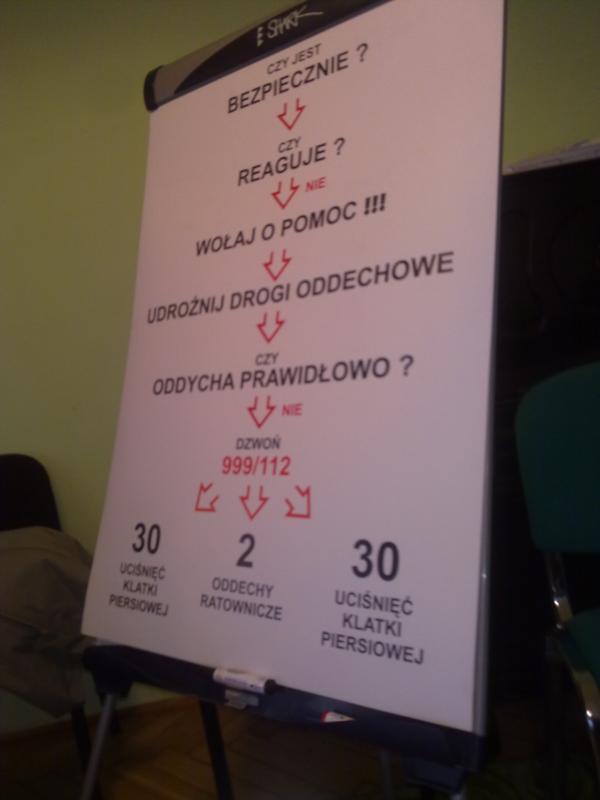 SHARK
CZY JEST
BEZPIECZNIE ?
CZY
REAGUJE ?
NIE
WOŁAJ O POMOC !!!
UDROŻNIJ DROGI ODDECHOWE
CZY
ODDYCHA PRAWIDŁOWO ?
NIE
DZWOŃ
999/112
30
UCIŚNIĘĆ
KLATKI
PIERSIOWEJ
2
ODDECHY
RATOWNICZE
30
UCIŚNIĘĆ
KLATKI
PIERSIOWEJ